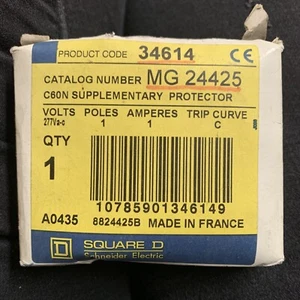 PRODUCT CODE 34614 CE
CATALOG NUMBER MG 24425
C60N SUPPLEMENTARY PROTECTOR
VOLTS POLES AMPERES TRIP CURVE
277Va-c 1 1 C
QTY
1
10785901346149
A0435 8824425B MADE IN FRANCE
SQUARE D
Schneider Electric